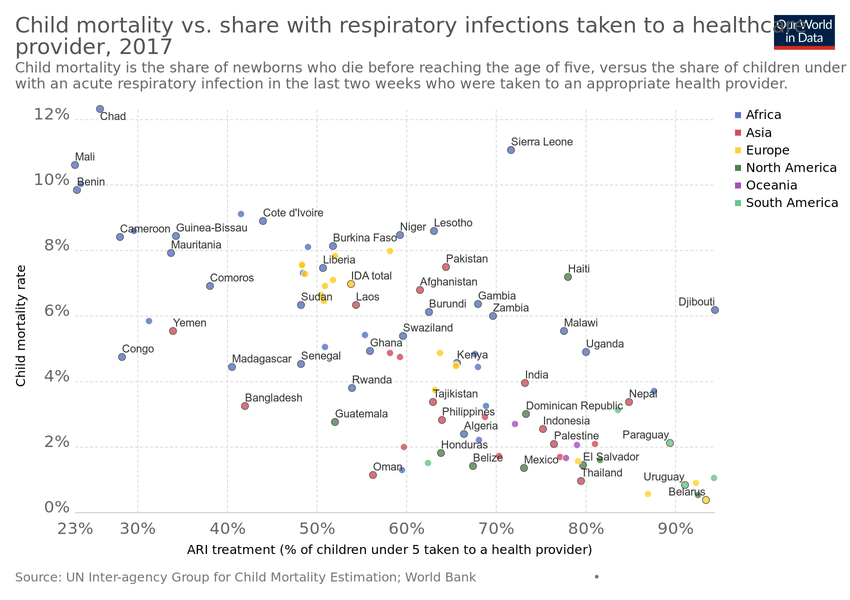 Child mortality vs. share with respiratory infections taken to a healthcare
provider, 2017
Our World
in Data
Child mortality is the share of newborns who die before reaching the age of five, versus the share of children under
with an acute respiratory infection in the last two weeks who were taken to an appropriate health provider.
12%
Chad
Africa
Asia
Europe
North America
Oceania
South America
Sierra Leone
Mali
10%
Benin
Cote d'Ivoire
Cameroon
Guinea-Bissau
Niger
Lesotho
Mauritania
Burkina Faso
8%
Liberia
Pakistan
Comoros
IDA total
Afghanistan
Haiti
Sudan
Laos
Burundi
Gambia
Zambia
Djibouti
6%
Yemen
Swaziland
Malawi
Congo
Ghana
Kenya
Uganda
Madagascar
Senegal
4%
Rwanda
India
Bangladesh
Tajikistan
Nepal
Guatemala
Philippines
Dominican Republic
Algeria
Indonesia
2%
Honduras
Palestine
Paraguay
Oman
Belize
Mexico
El Salvador
Thailand
Uruguay
Belarus
0%
Child mortality rate
23%
30%
40%
50%
60%
70%
80%
90%
ARI treatment (% of children under 5 taken to a health provider)
Source: UN Inter-agency Group for Child Mortality Estimation; World Bank
•